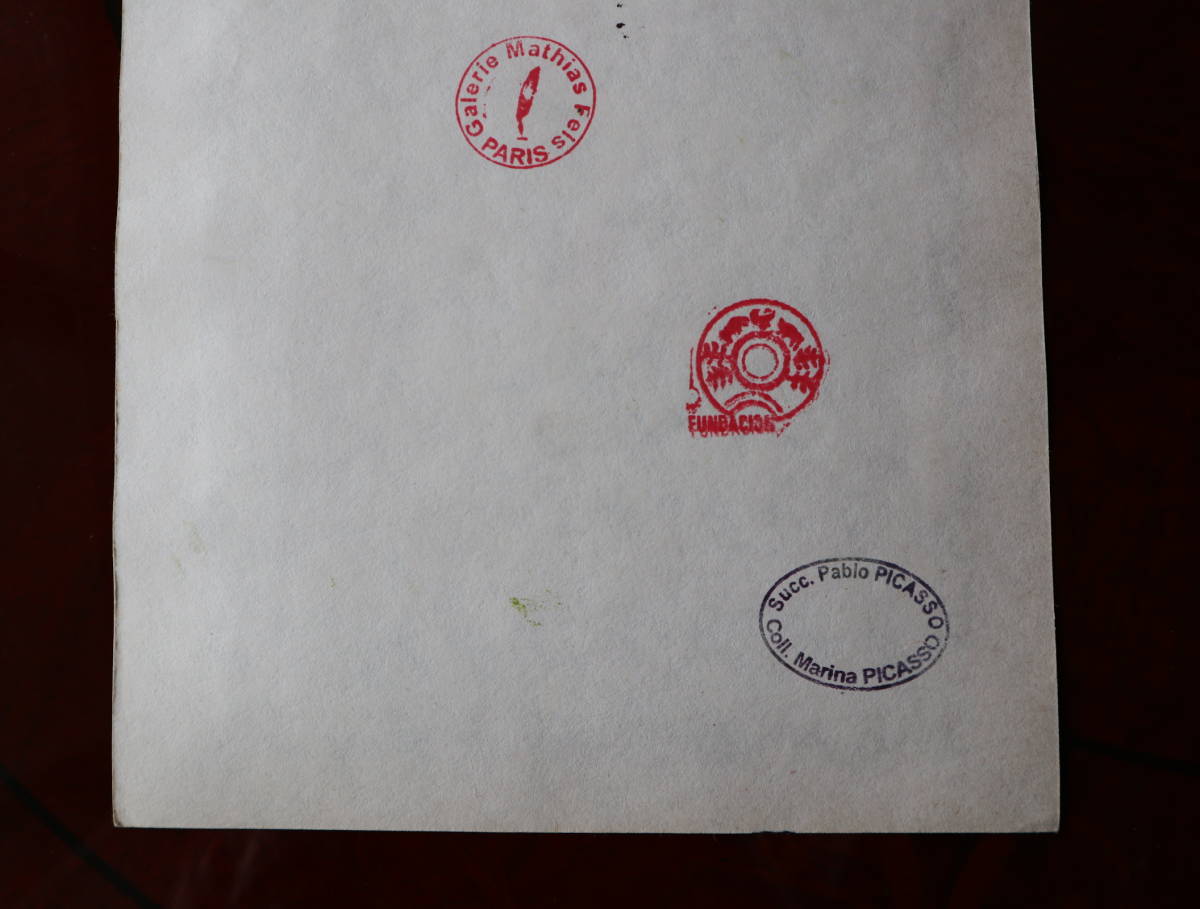 Galerie Mathias Fels
PARIS
FUNDACION
Succ. Pablo PICASSO
Coll. Marina PICASSO